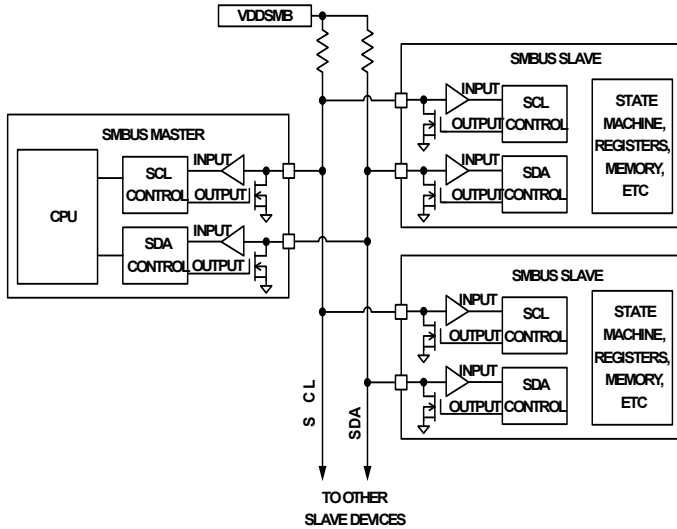 VDDSMB
SMBUS MASTER
CPU
SCL
CONTROL
INPUT
OUTPUT
SDA
CONTROL
INPUT
OUTPUT
SMBUS SLAVE
INPUT
OUTPUT
SCL
CONTROL
INPUT
OUTPUT
SDA
CONTROL
STATE
MACHINE,
REGISTERS,
MEMORY,
ETC
SMBUS SLAVE
INPUT
OUTPUT
SCL
CONTROL
INPUT
OUTPUT
SDA
CONTROL
STATE
MACHINE,
REGISTERS,
MEMORY,
ETC
S CL
SDA
TO OTHER
SLAVE DEVICES